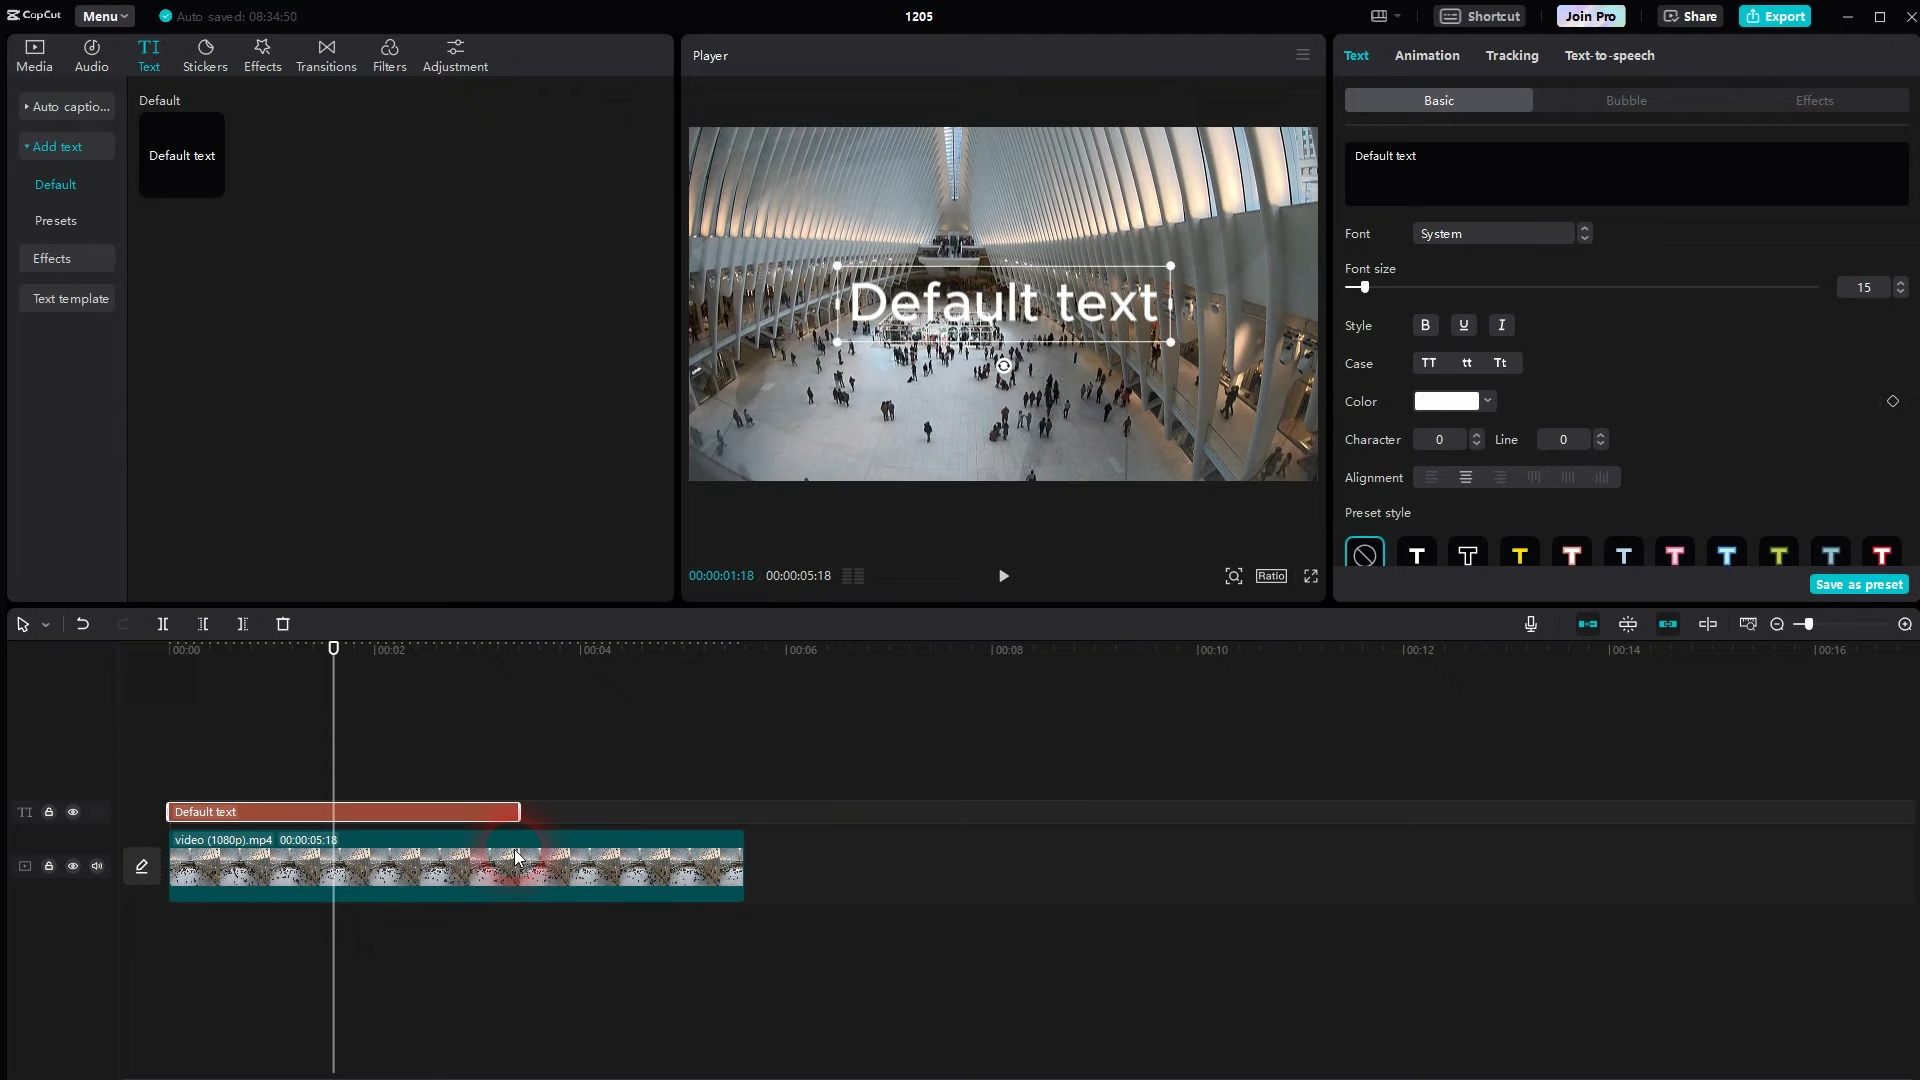 CapCut
Menu
Auto saved: 08:34:50
1205
Shortcut
Join Pro
Share
Export
Media
Audio
TI
Text
Stickers
Effects
Transitions
Filters
Adjustment
Auto captio...
Add text
Default
Presets
Effects
Text template
Default
Default text
Player
Default text
00:00:01:18
00:00:05:18
Ratio
Text
Animation
Tracking
Text-to-speech
Basic
Bubble
Effects
Default text
Font
System
Font size
15
Style
B
U
I
Case
TT
tt
Tt
Color
Character
0
Line
0
Alignment
Preset style
T
T
T
T
T
T
T
T
T
T
Save as preset
00:00
00:02
00:04
00:06
00:08
00:10
00:12
00:14
00:16
TI
Default text
video (1080p).mp4
00:00:05:18